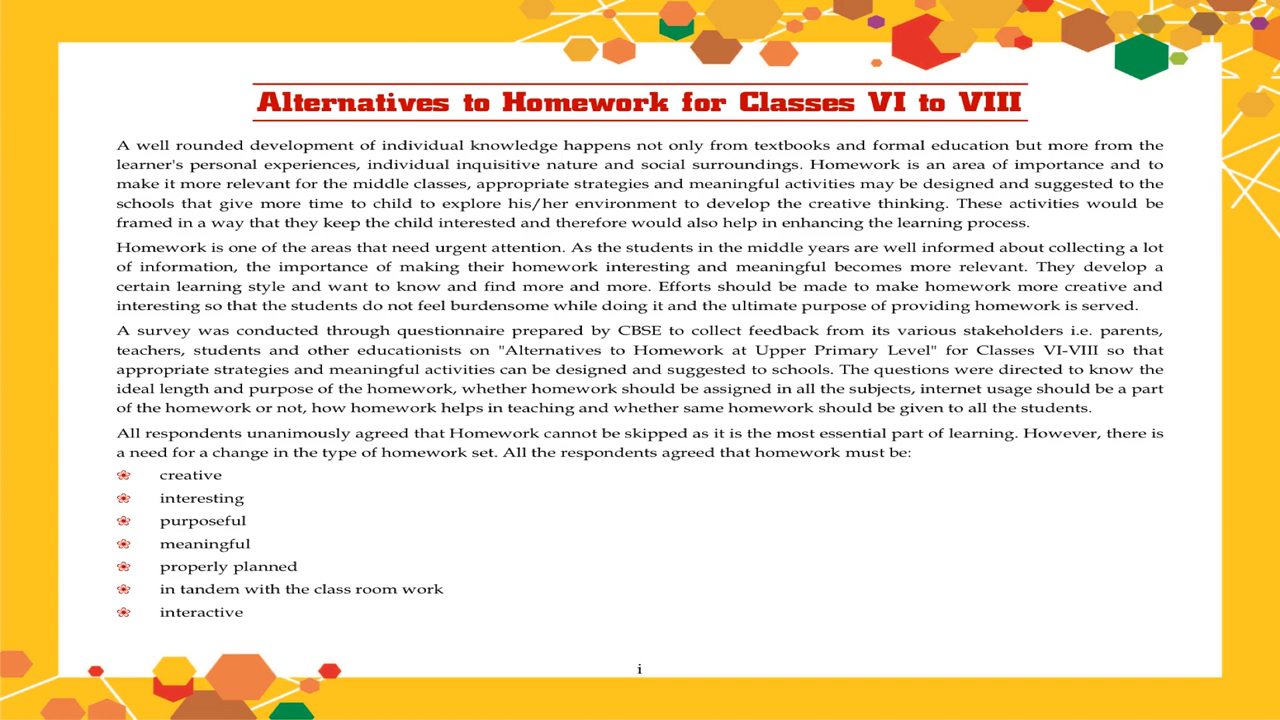 Alternatives to Homework for Classes VI to VIII
A well rounded development of individual knowledge happens not only from textbooks and formal education but more from the
learner's personal experiences, individual inquisitive nature and social surroundings. Homework is an area of importance and to
make it more relevant for the middle classes, appropriate strategies and meaningful activities may be designed and suggested to the
schools that give more time to child to explore his/her environment to develop the creative thinking. These activities would be
framed in a way that they keep the child interested and therefore would also help in enhancing the learning process.
Homework is one of the areas that need urgent attention. As the students in the middle years are well informed about collecting a lot
of information, the importance of making their homework interesting and meaningful becomes more relevant. They develop a
certain learning style and want to know and find more and more. Efforts should be made to make homework more creative and
interesting so that the students do not feel burdensome while doing it and the ultimate purpose of providing homework is served.
A survey was conducted through questionnaire prepared by CBSE to collect feedback from its various stakeholders i.e. parents,
teachers, students and other educationists on "Alternatives to Homework at Upper Primary Level" for Classes VI-VIII so that
appropriate strategies and meaningful activities can be designed and suggested to schools. The questions were directed to know the
ideal length and purpose of the homework, whether homework should be assigned in all the subjects, internet usage should be a part
of the homework or not, how homework helps in teaching and whether same homework should be given to all the students.
All respondents unanimously agreed that Homework cannot be skipped as it is the most essential part of learning. However, there is
a need for a change in the type of homework set. All the respondents agreed that homework must be:
creative
interesting
purposeful
meaningful
properly planned
in tandem with the class room work
interactive
i